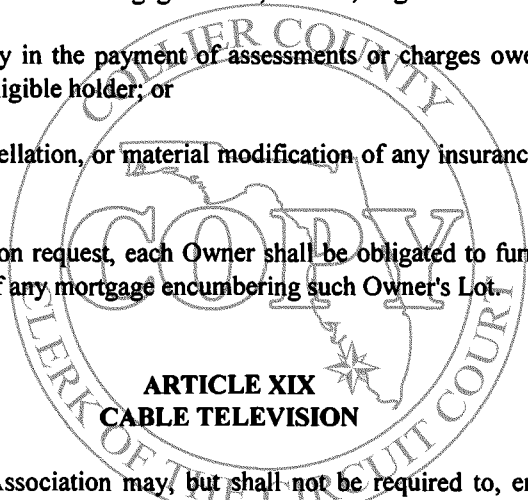 COLLIER COUNTY
y in the payment of assessments or charges owe
igible holder; or
ellation, or material modification of any insuranc
COPY
on request, each Owner shall be obligated to fur
f any mortgage encumbering such Owner's Lot.
ARTICLE XIX
CABLE TELEVISION
Association may, but shall not be required to, en
CLERK OF THE CIRCUIT COURT